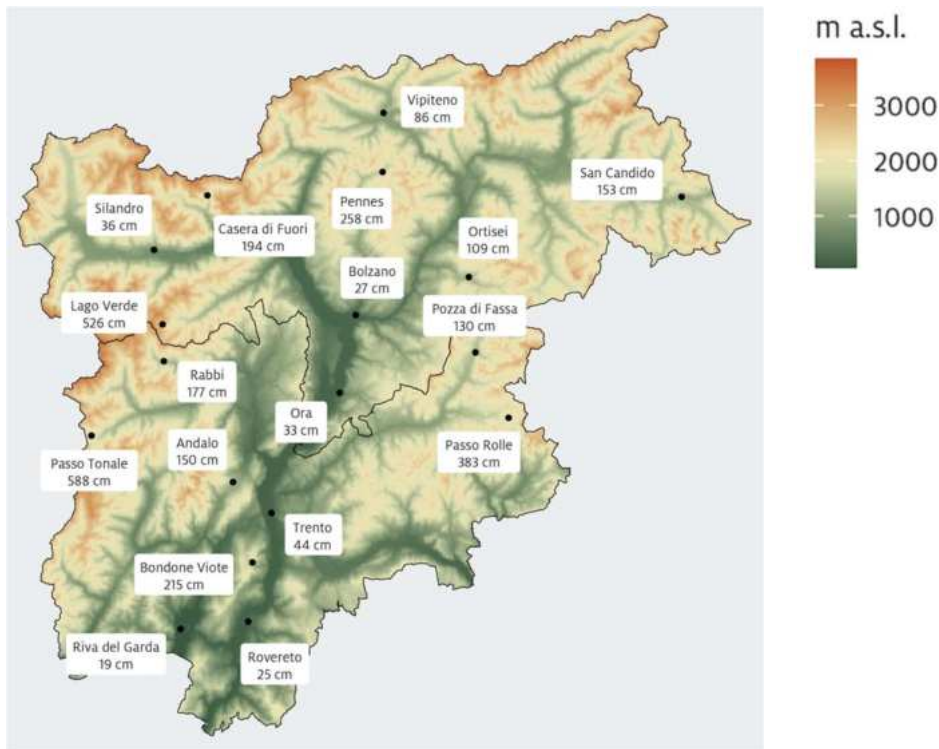 m a.s.l.
3000
2000
1000
Vipiteno
86 cm
San Candido
153 cm
Pennes
258 cm
Silandro
36 cm
Casera di Fuori
194 cm
Ortisei
109 cm
Bolzano
27 cm
Lago Verde
526 cm
Pozza di Fassa
130 cm
Rabbi
177 cm
Ora
33 cm
Andalo
150 cm
Passo Rolle
383 cm
Passo Tonale
588 cm
Trento
44 cm
Bondone Viote
215 cm
Riva del Garda
19 cm
Rovereto
25 cm